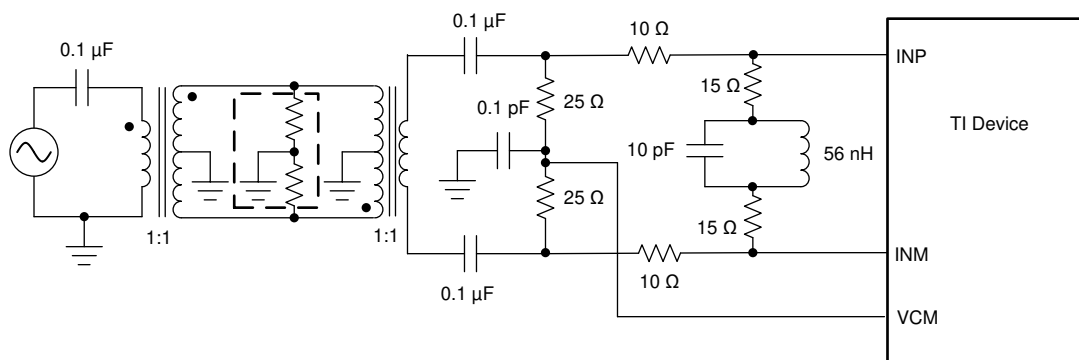 0.1 µF
1:1
1:1
0.1 µF
0.1 µF
0.1 pF
25 Ω
25 Ω
10 Ω
10 Ω
15 Ω
10 pF
56 nH
15 Ω
INP
TI Device
INM
VCM